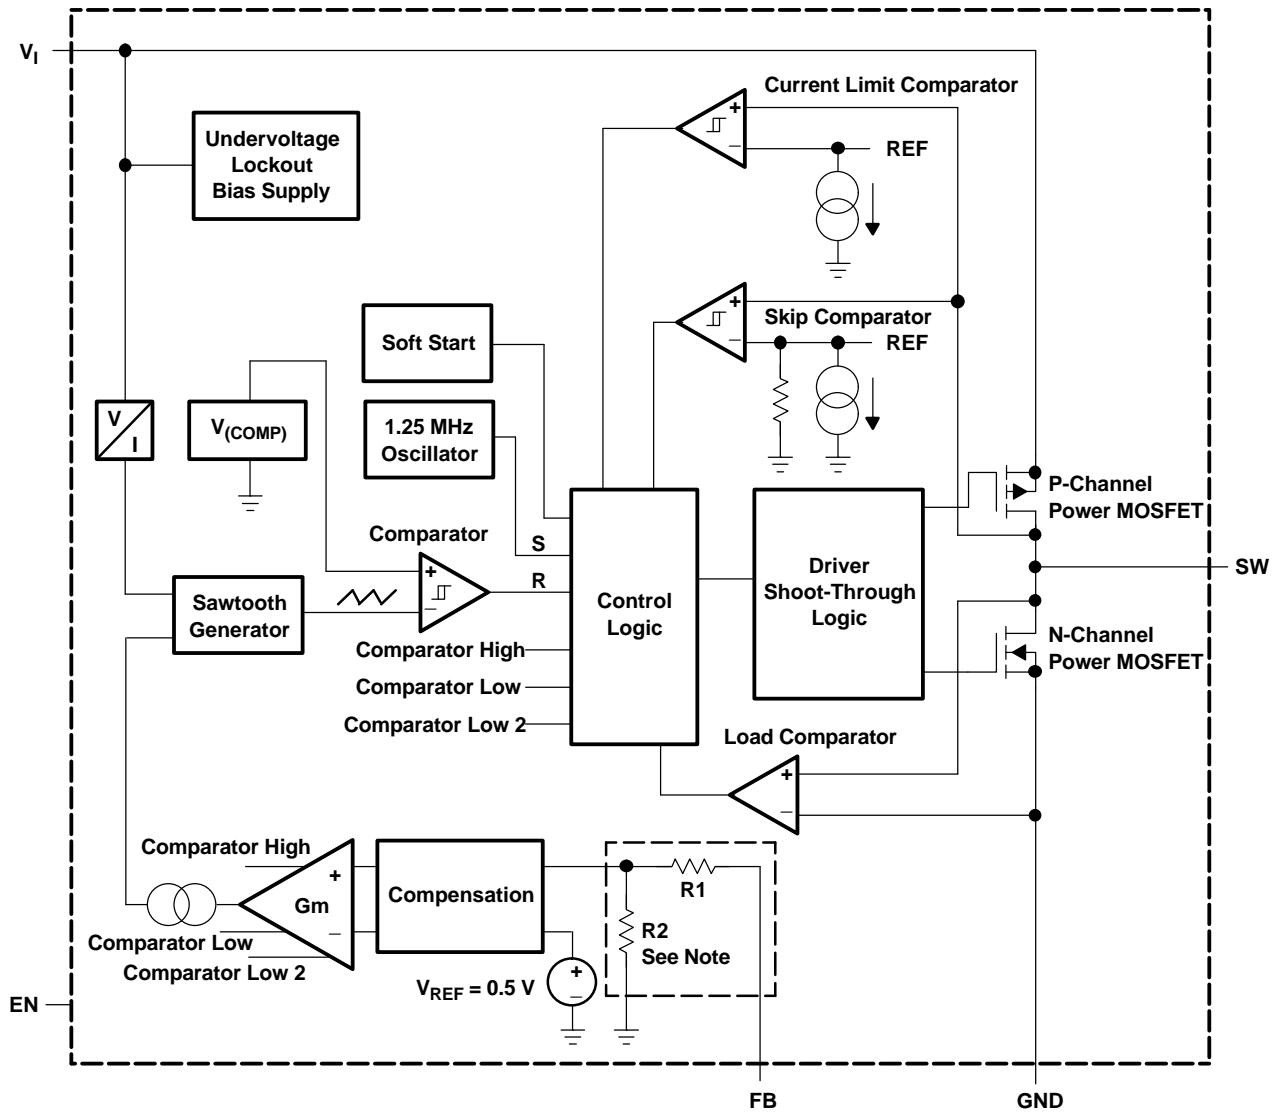 V_I
Current Limit Comparator
+
−
REF
Undervoltage
Lockout
Bias Supply
+
−
Skip Comparator
REF
Soft Start
V
I
V(COMP)
1.25 MHz
Oscillator
P-Channel
Power MOSFET
Comparator
+
−
S
R
Control
Logic
Driver
Shoot-Through
Logic
SW
Sawtooth
Generator
N-Channel
Power MOSFET
Comparator High
Comparator Low
Comparator Low 2
Load Comparator
+
−
Comparator High
+
Gm
−
Compensation
R1
R2
See Note
Comparator Low
Comparator Low 2
V_REF = 0.5 V
+
−
EN
FB
GND